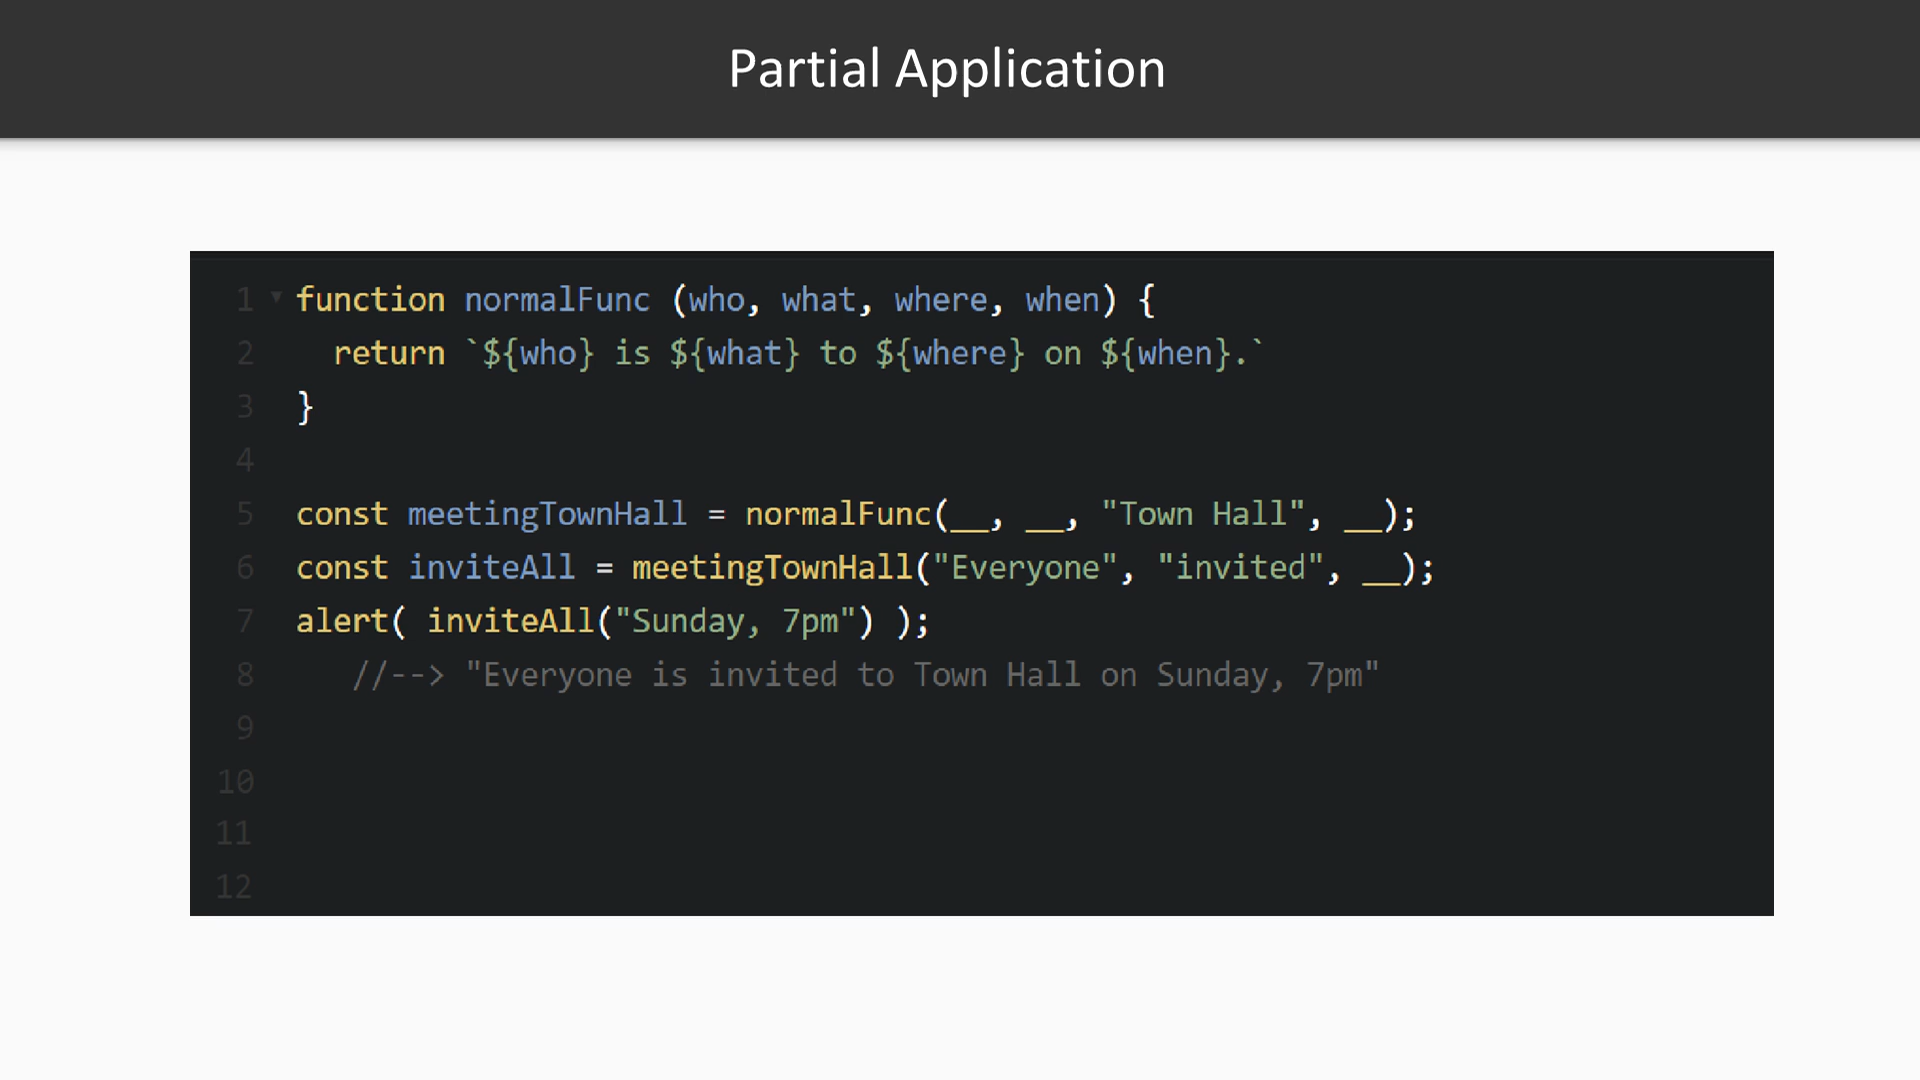 Partial Application
1 ▾ function normalFunc (who, what, where, when) {
2 return `${who} is ${what} to ${where} on ${when}.`
3 }
4
5 const meetingTownHall = normalFunc(__, __, "Town Hall", __);
6 const inviteAll = meetingTownHall("Everyone", "invited", __);
7 alert( inviteAll("Sunday, 7pm") );
8 //--> "Everyone is invited to Town Hall on Sunday, 7pm"
9
10
11
12